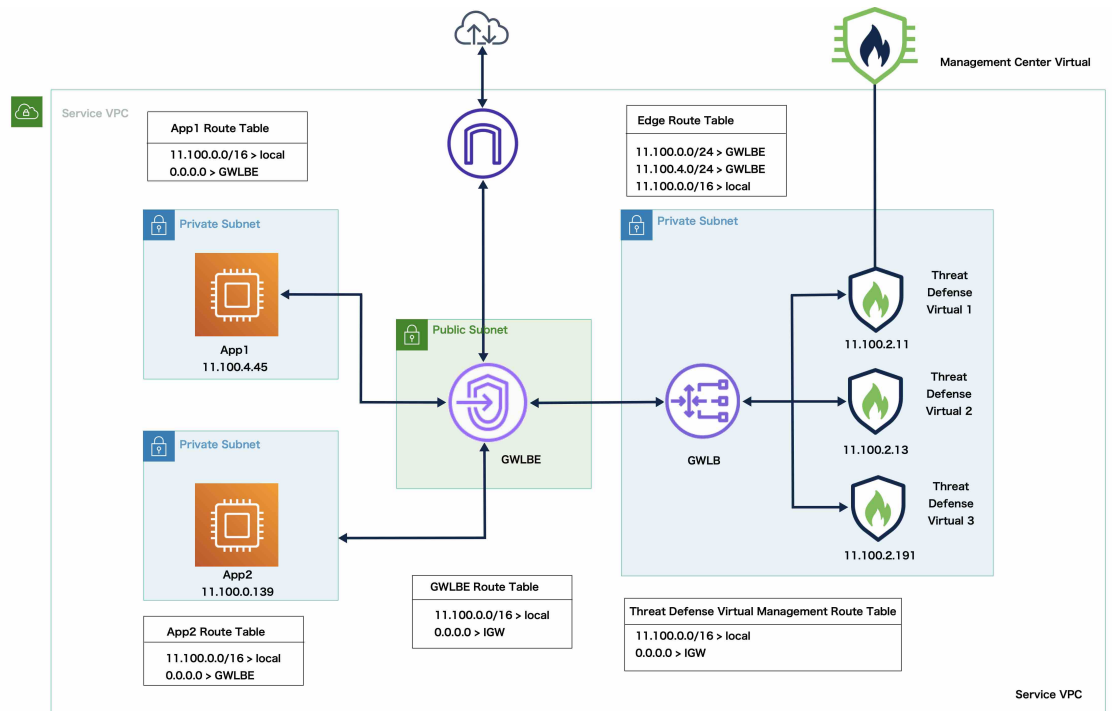 Management Center Virtual
Service VPC
App1 Route Table
11.100.0.0/16 > local
0.0.0.0 > GWLBE
Edge Route Table
11.100.0.0/24 > GWLBE
11.100.4.0/24 > GWLBE
11.100.0.0/16 > local
Private Subnet
App1
11.100.4.45
Private Subnet
Threat
Defense
Virtual 1
11.100.2.11
Threat
Defense
Virtual 2
11.100.2.13
Threat
Defense
Virtual 3
11.100.2.191
Public Subnet
GWLBE
GWLB
Private Subnet
App2
11.100.0.139
App2 Route Table
11.100.0.0/16 > local
0.0.0.0 > GWLBE
GWLBE Route Table
11.100.0.0/16 > local
0.0.0.0 > IGW
Threat Defense Virtual Management Route Table
11.100.0.0/16 > local
0.0.0.0 > IGW
Service VPC